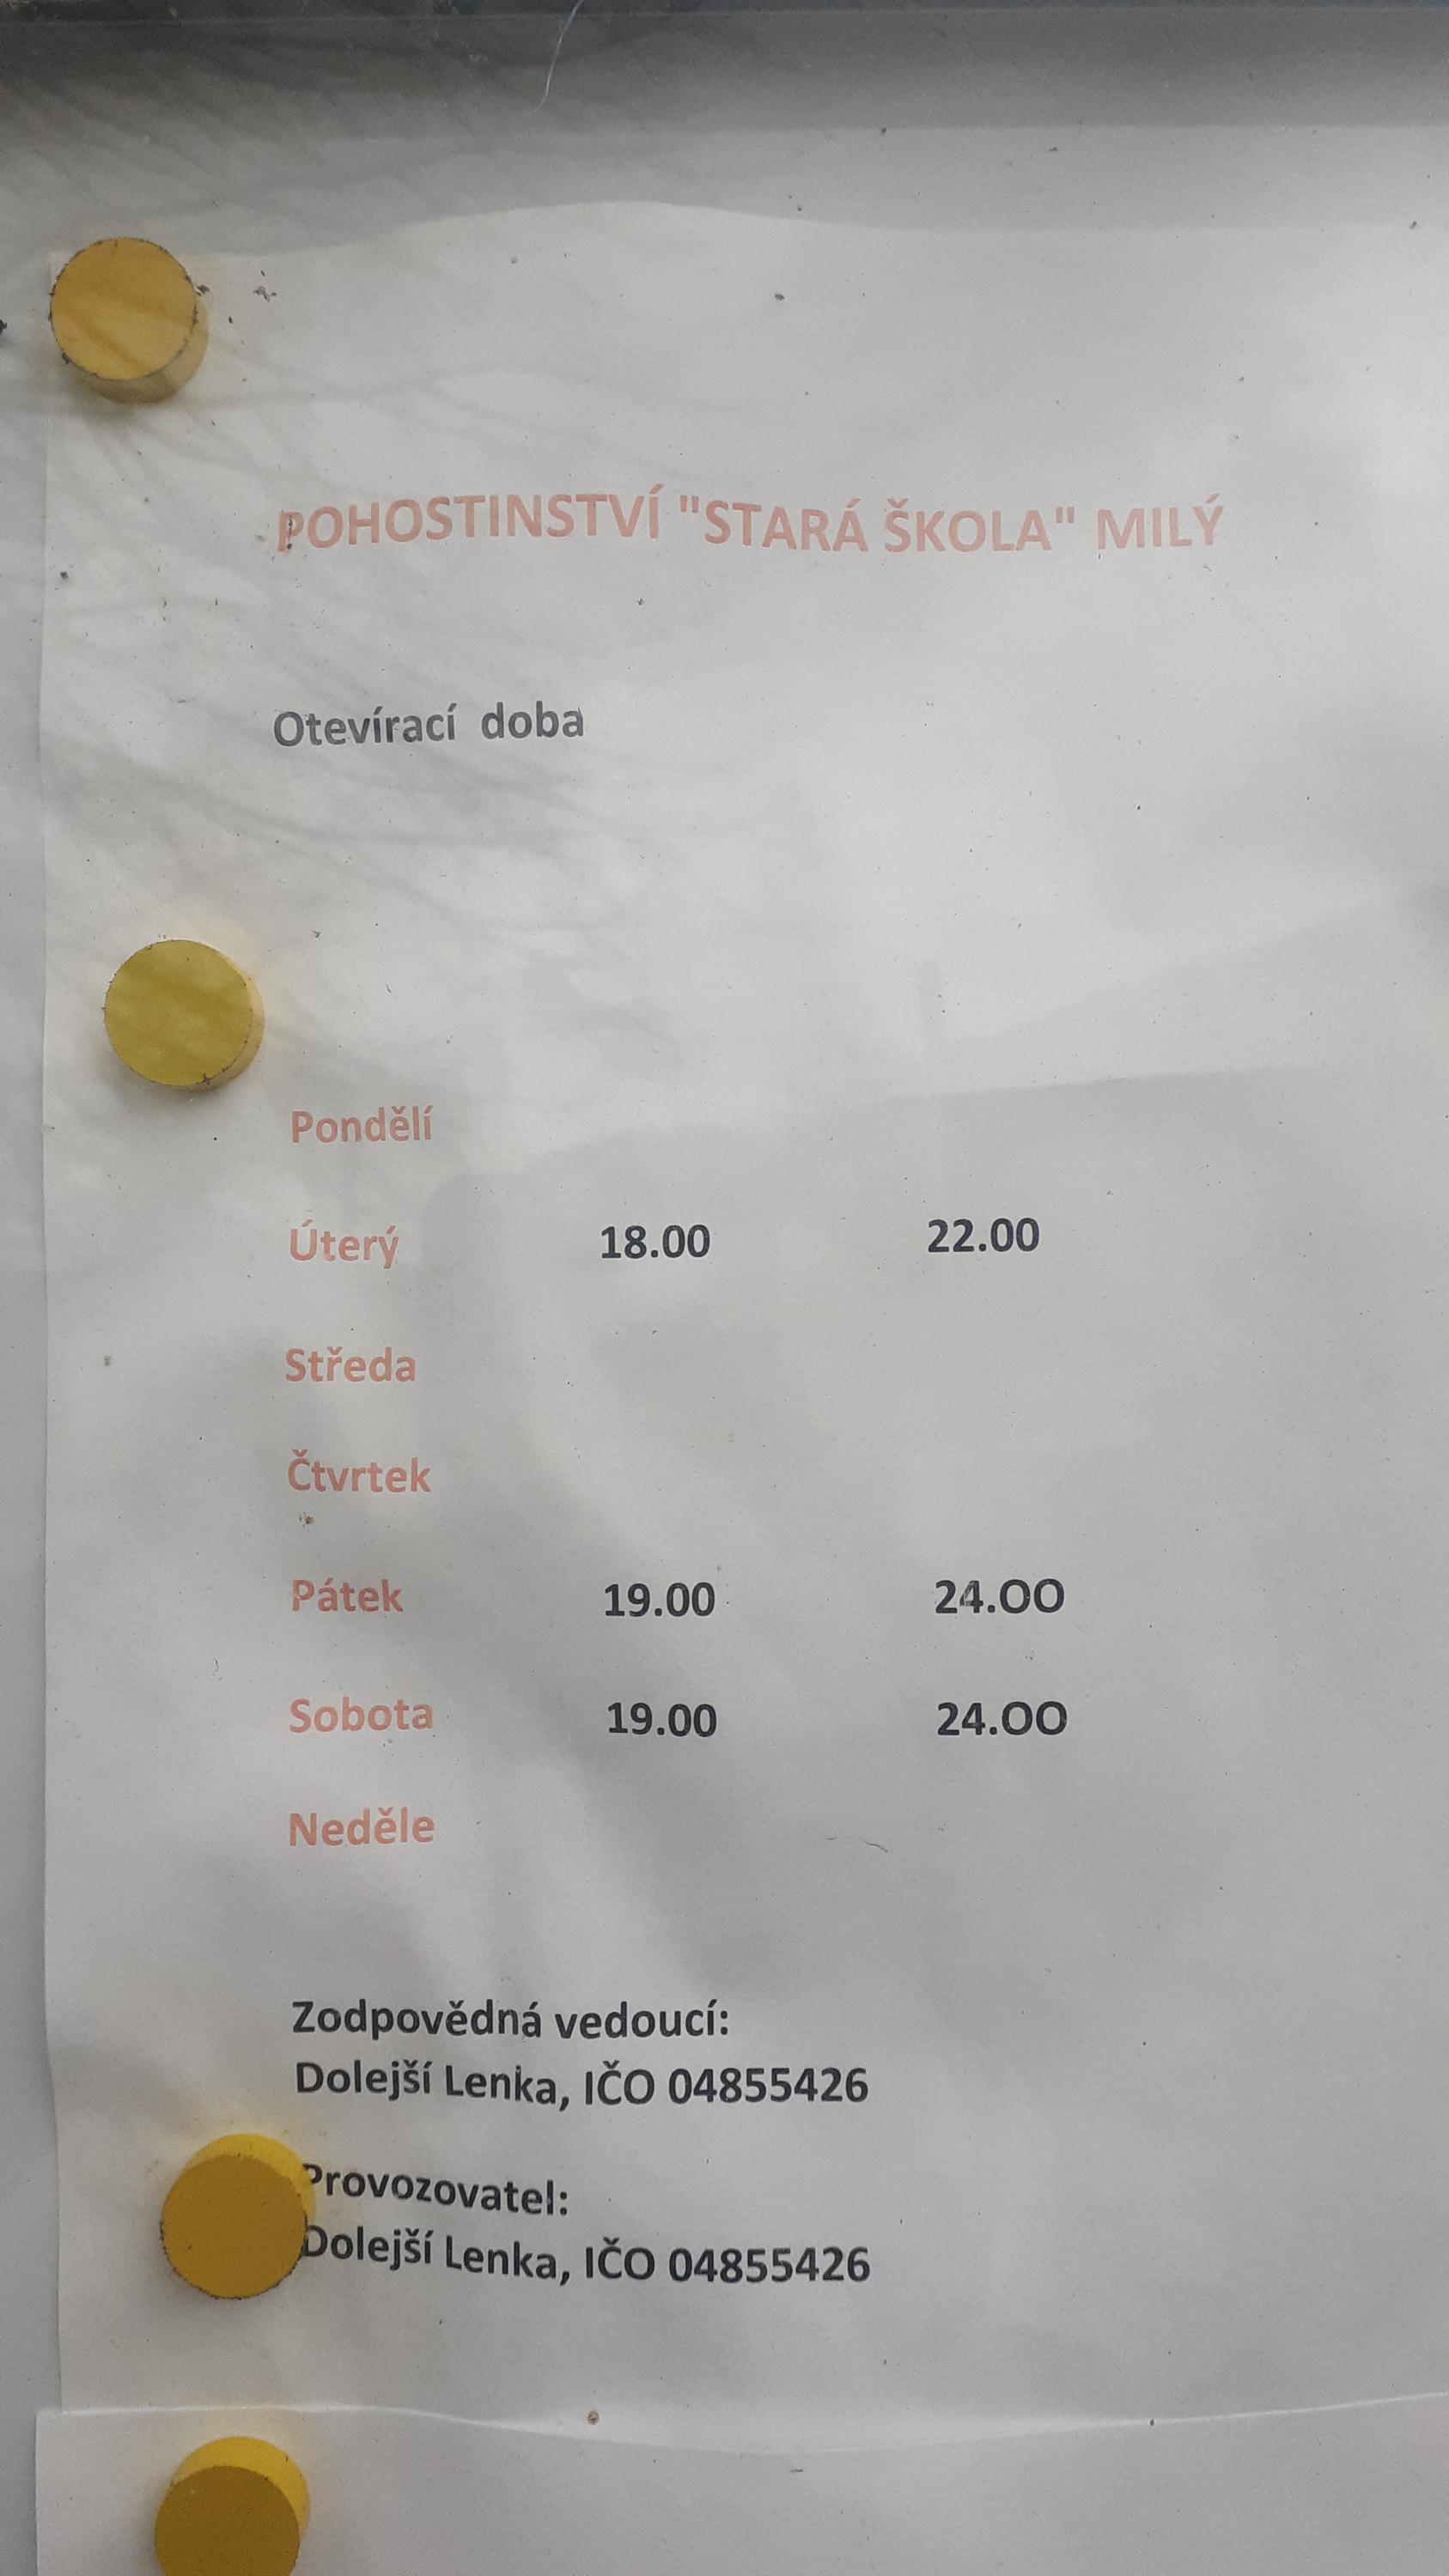 POHOSTINSTVÍ "STARÁ ŠKOLA" MILÝ
Otevírací doba
Pondělí
Úterý 18.00 22.00
Středa
Čtvrtek
Pátek 19.00 24.OO
Sobota 19.00 24.OO
Neděle
Zodpovědná vedoucí:
Dolejší Lenka, IČO 04855426
Provozovatel:
Dolejší Lenka, IČO 04855426